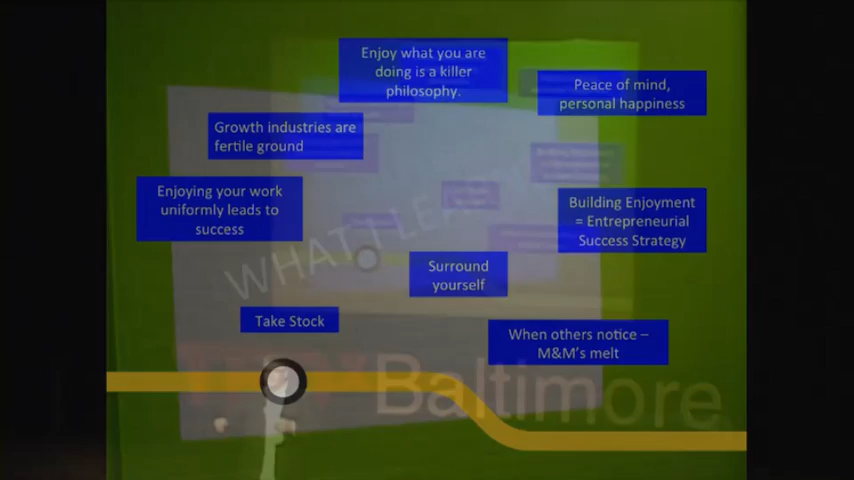 Enjoy what you are
doing is a killer
philosophy.
Peace of mind,
personal happiness
Growth industries are
fertile ground
Enjoying your work
uniformly leads to
success
Building Enjoyment
= Entrepreneurial
Success Strategy
WHAT I
Surround
yourself
Take Stock
When others notice –
M&M's melt
TEDx Baltimore